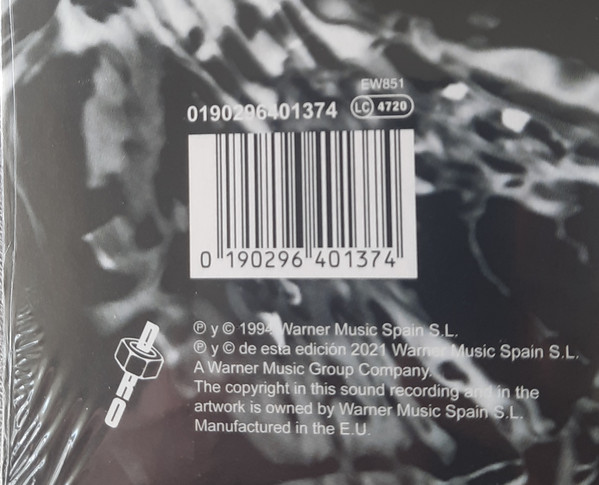 EW851
0190296401374 LC 4720
0 190296 401374
DRO
℗ y © 1994 Warner Music Spain S.L.
℗ y © de esta edición 2021 Warner Music Spain S.L.
A Warner Music Group Company.
The copyright in this sound recording and in the
artwork is owned by Warner Music Spain S.L.
Manufactured in the E.U.